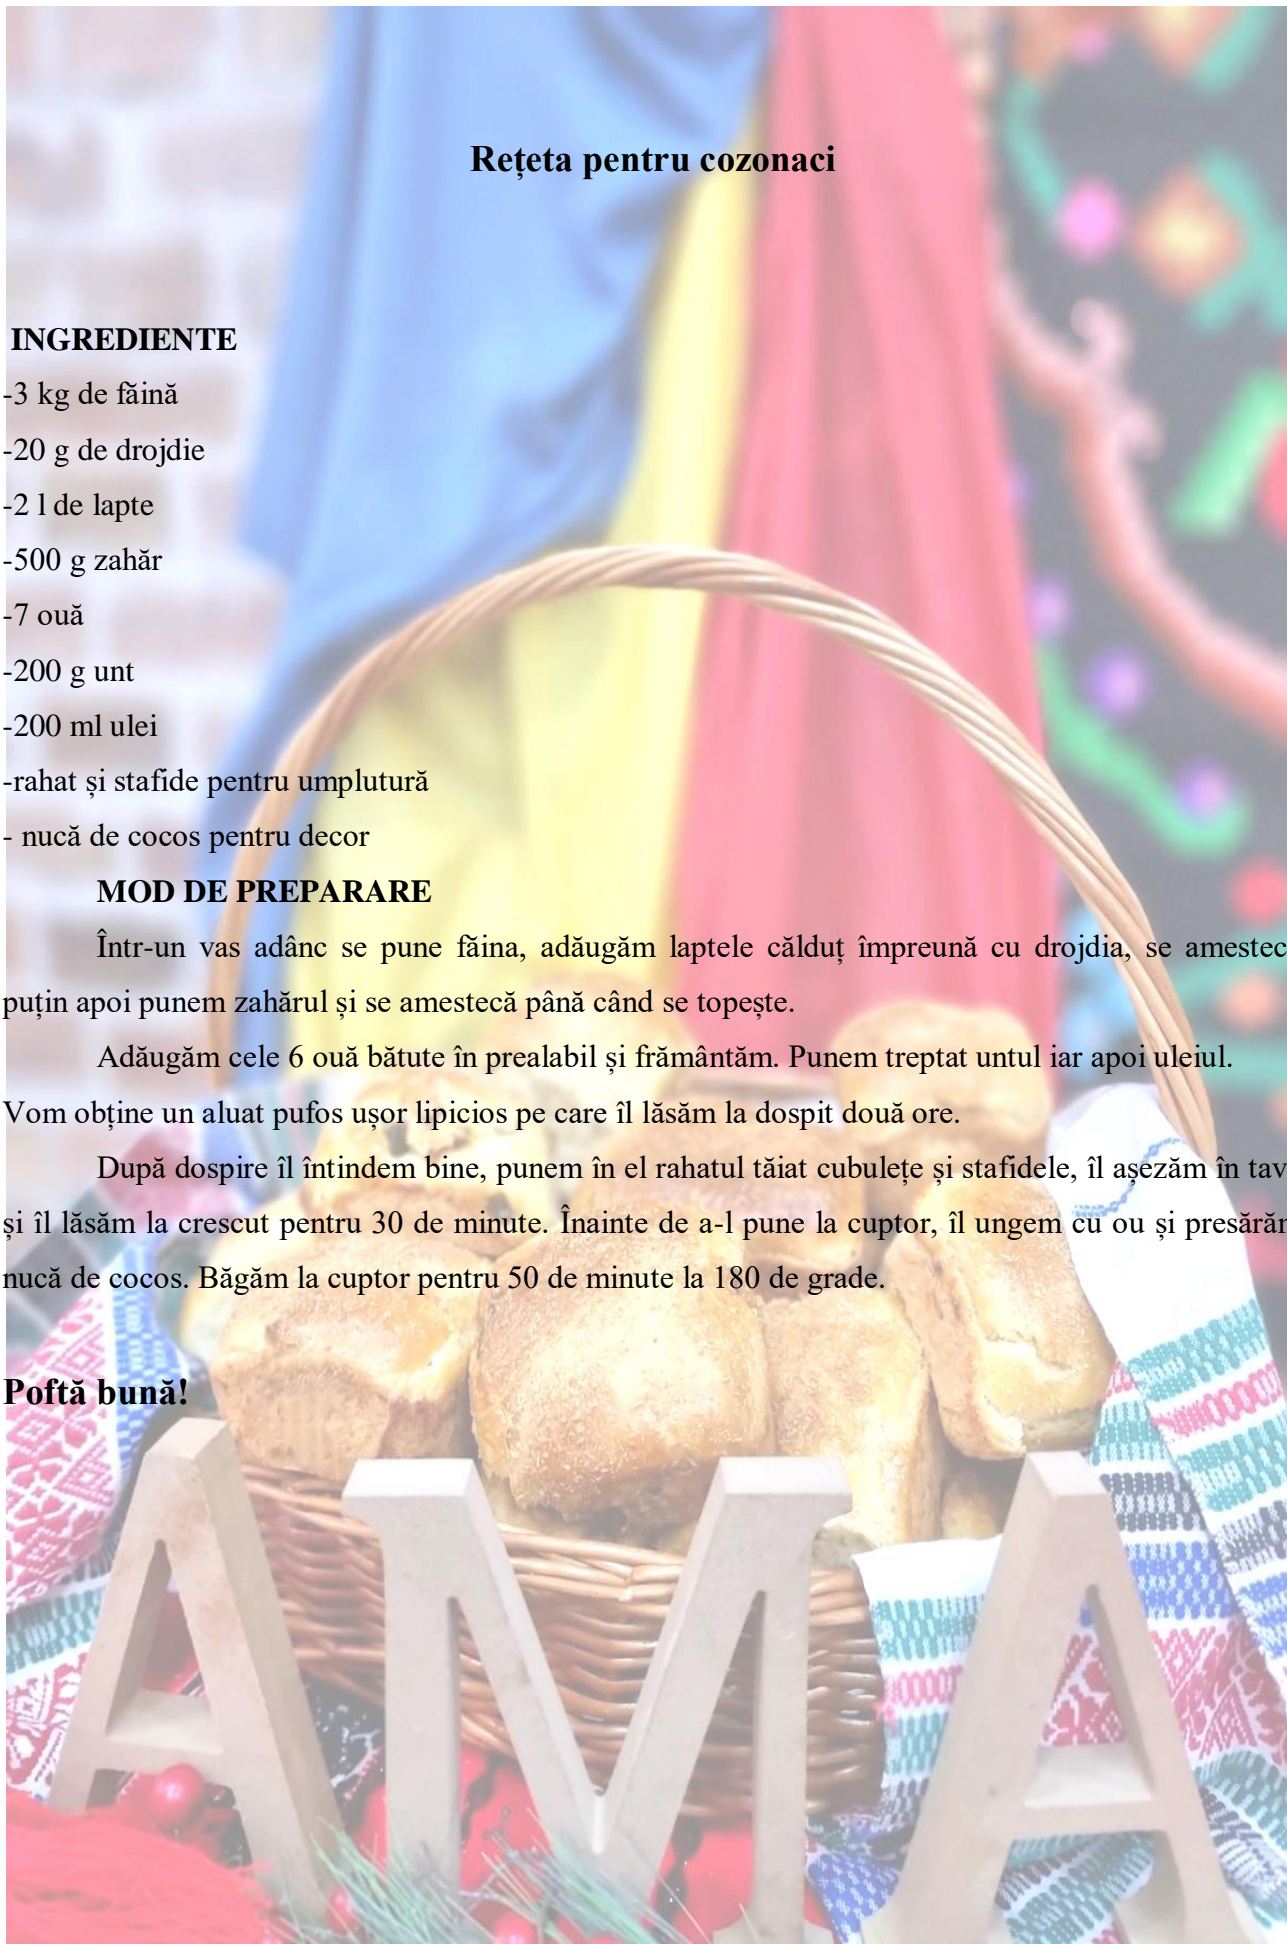 Rețeta pentru cozonaci
INGREDIENTE
-3 kg de făină
-20 g de drojdie
-2 l de lapte
-500 g zahăr
-7 ouă
-200 g unt
-200 ml ulei
-rahat și stafide pentru umplutură
- nucă de cocos pentru decor
MOD DE PREPARARE
Într-un vas adânc se pune făina, adăugăm laptele călduț împreună cu drojdia, se amestec
puțin apoi punem zahărul și se amestecă până când se topește.
Adăugăm cele 6 ouă bătute în prealabil și frământăm. Punem treptat untul iar apoi uleiul.
Vom obține un aluat pufos ușor lipicios pe care îl lăsăm la dospit două ore.
După dospire îl întindem bine, punem în el rahatul tăiat cubulețe și stafidele, îl așezăm în tav
și îl lăsăm la crescut pentru 30 de minute. Înainte de a-l pune la cuptor, îl ungem cu ou și presărăm
nucă de cocos. Băgăm la cuptor pentru 50 de minute la 180 de grade.
Poftă bună!
AMA